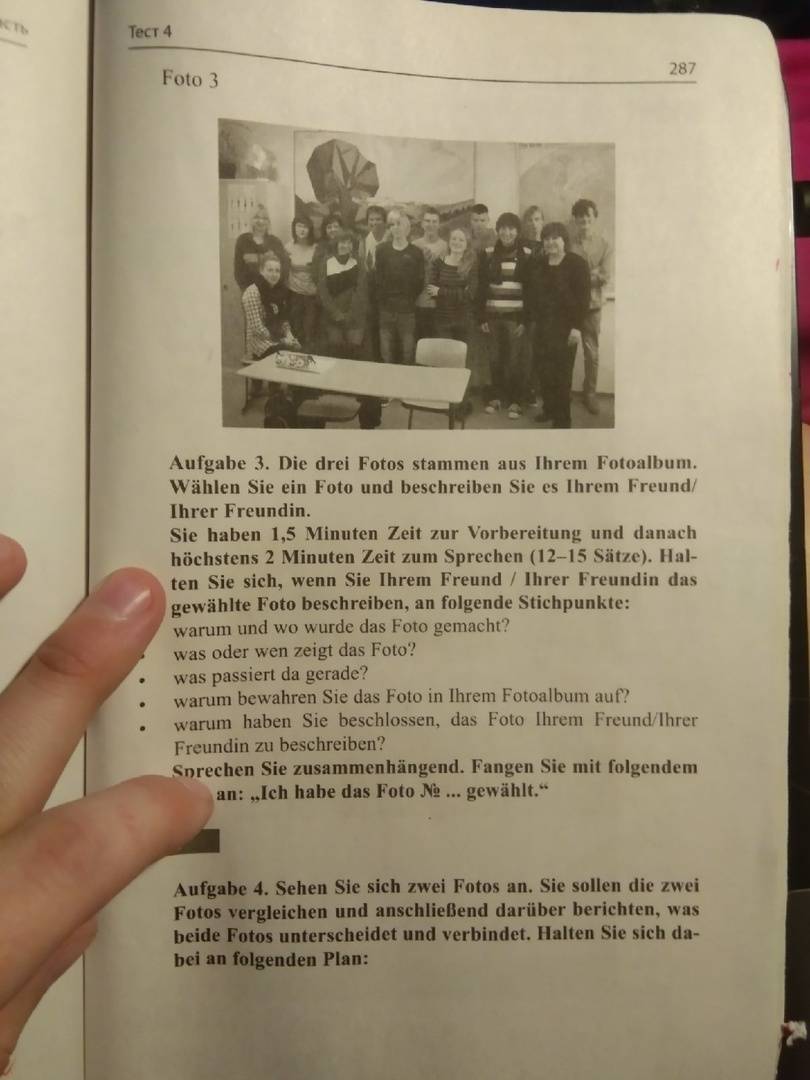 сть
Тест 4
287
Foto 3
Aufgabe 3. Die drei Fotos stammen aus Ihrem Fotoalbum.
Wählen Sie ein Foto und beschreiben Sie es Ihrem Freund/
Ihrer Freundin.
Sie haben 1,5 Minuten Zeit zur Vorbereitung und danach
höchstens 2 Minuten Zeit zum Sprechen (12–15 Sätze). Hal-
ten Sie sich, wenn Sie Ihrem Freund / Ihrer Freundin das
gewählte Foto beschreiben, an folgende Stichpunkte:
warum und wo wurde das Foto gemacht?
• was oder wen zeigt das Foto?
• was passiert da gerade?
• warum bewahren Sie das Foto in Ihrem Fotoalbum auf?
• warum haben Sie beschlossen, das Foto Ihrem Freund/Ihrer
Freundin zu beschreiben?
Sprechen Sie zusammenhängend. Fangen Sie mit folgendem
an: „Ich habe das Foto № ... gewählt.“
Aufgabe 4. Sehen Sie sich zwei Fotos an. Sie sollen die zwei
Fotos vergleichen und anschließend darüber berichten, was
beide Fotos unterscheidet und verbindet. Halten Sie sich da-
bei an folgenden Plan: